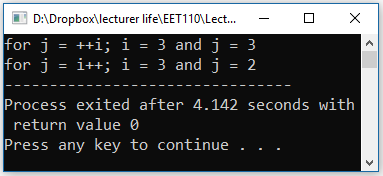 D:\Dropbox\lecturer life\EET110\Lect...
for j = ++i; i = 3 and j = 3
for j = i++; i = 3 and j = 2
--------------------------------
Process exited after 4.142 seconds with
 return value 0
Press any key to continue . . .